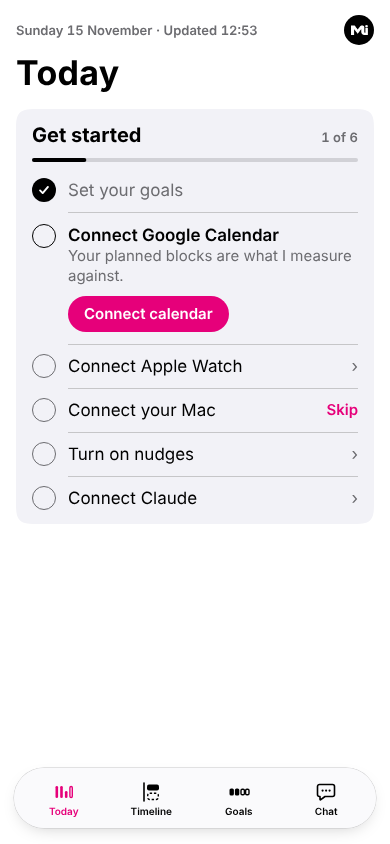 Sunday 15 November · Updated 12:53
Mi
Today
Get started
1 of 6
Set your goals
Connect Google Calendar
Your planned blocks are what I measure
against.
Connect calendar
Connect Apple Watch
Connect your Mac
Skip
Turn on nudges
Connect Claude
Today
Timeline
Goals
Chat